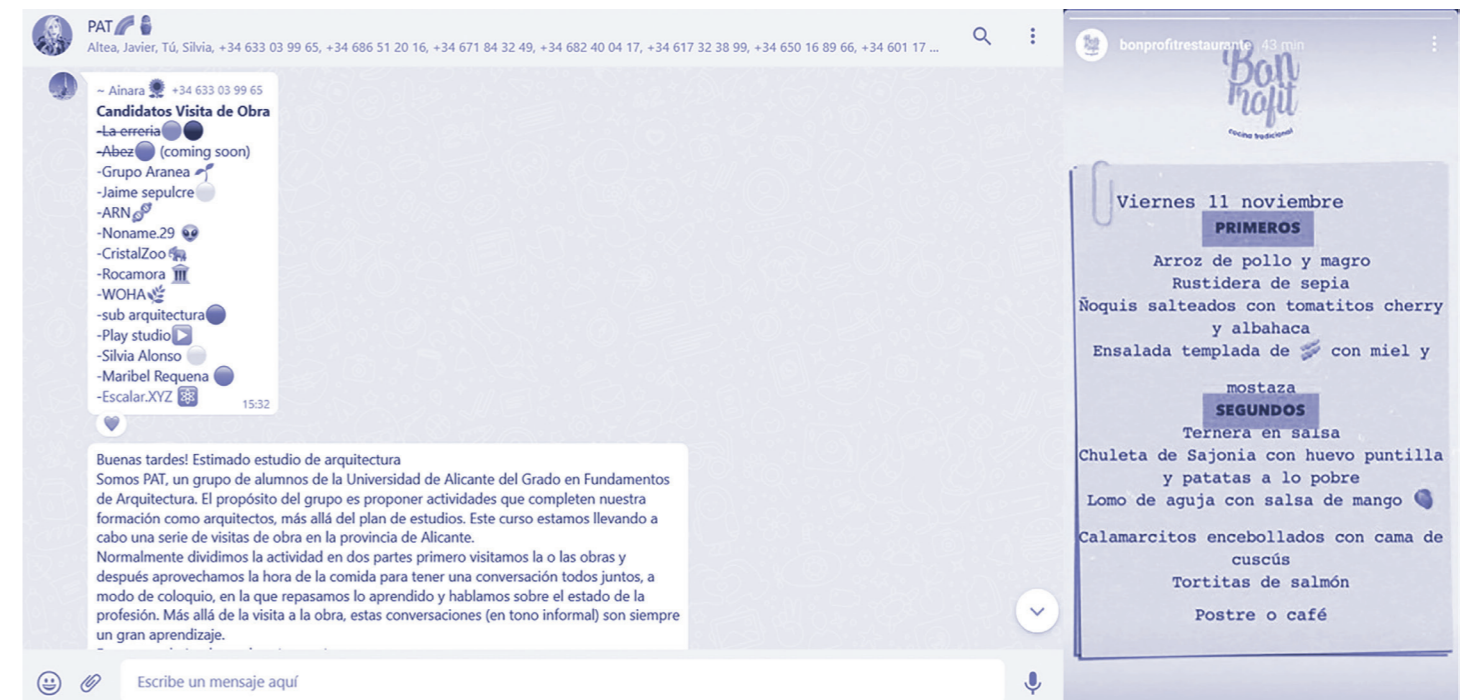 PAT
Altea, Javier, Tú, Silvia, +34 633 03 99 65, +34 686 51 20 16, +34 671 84 32 49, +34 682 40 04 17, +34 617 32 38 99, +34 650 16 89 66, +34 601 17 ...
~ Ainara +34 633 03 99 65
Candidatos Visita de Obra
-La erreria
-Abez (coming soon)
-Grupo Aranea
-Jaime sepulcre
-ARN
-Noname.29
-CristalZoo
-Rocamora
-WOHA
-sub arquitectura
-Play studio
-Silvia Alonso
-Maribel Requena
-Escalar.XYZ
15:32
Buenas tardes! Estimado estudio de arquitectura
Somos PAT, un grupo de alumnos de la Universidad de Alicante del Grado en Fundamentos
de Arquitectura. El propósito del grupo es proponer actividades que completen nuestra
formación como arquitectos, más allá del plan de estudios. Este curso estamos llevando a
cabo una serie de visitas de obra en la provincia de Alicante.
Normalmente dividimos la actividad en dos partes primero visitamos la o las obras y
después aprovechamos la hora de la comida para tener una conversación todos juntos, a
modo de coloquio, en la que repasamos lo aprendido y hablamos sobre el estado de la
profesión. Más allá de la visita a la obra, estas conversaciones (en tono informal) son siempre
un gran aprendizaje.
Escribe un mensaje aquí
bonprofitrestaurante 43 min
Bon
Profit
cocina tradicional
Viernes 11 noviembre
PRIMEROS
Arroz de pollo y magro
Rustidera de sepia
Ñoquis salteados con tomatitos cherry
y albahaca
Ensalada templada de con miel y
mostaza
SEGUNDOS
Ternera en salsa
Chuleta de Sajonia con huevo puntilla
y patatas a lo pobre
Lomo de aguja con salsa de mango
Calamarcitos encebollados con cama de
cuscús
Tortitas de salmón
Postre o café